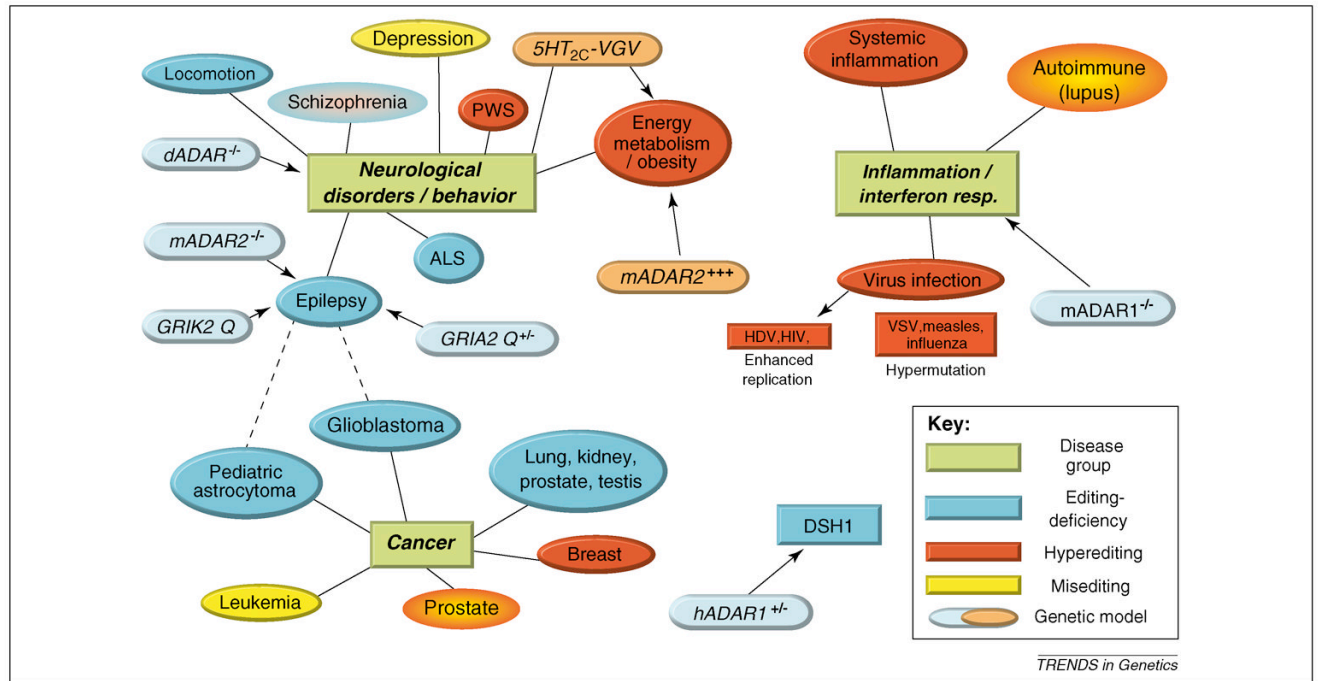 Depression
5HT2C-VGV
Systemic
inflammation
Locomotion
Autoimmune
(lupus)
Schizophrenia
PWS
Energy
metabolism
/ obesity
dADAR-/-
Neurological
disorders / behavior
Inflammation /
interferon resp.
mADAR2-/-
ALS
mADAR2+++
Virus infection
Epilepsy
mADAR1-/-
GRIK2 Q
GRIA2 Q+/-
HDV,HIV,
VSV,measles,
influenza
Enhanced
replication
Hypermutation
Glioblastoma
Pediatric
astrocytoma
Lung, kidney,
prostate, testis
Cancer
Breast
Leukemia
Prostate
DSH1
hADAR1+/-
Key:
Disease
group
Editing-
deficiency
Hyperediting
Misediting
Genetic model
TRENDS in Genetics